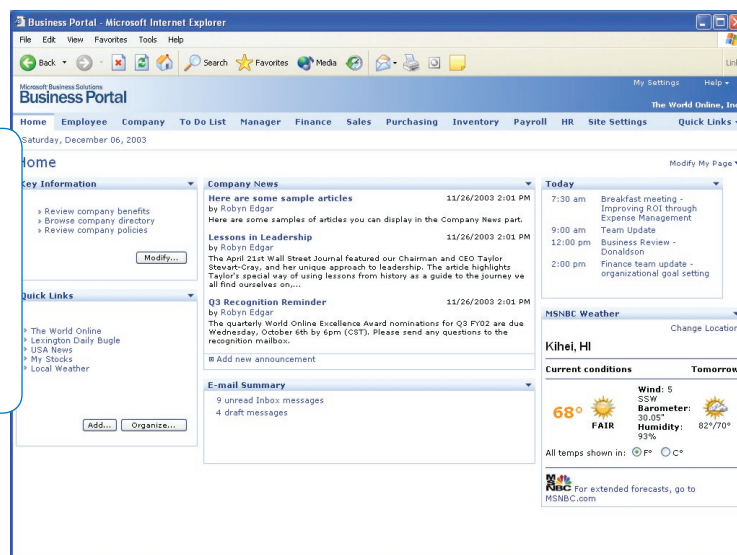 Business Portal - Microsoft Internet Explorer
File Edit View Favorites Tools Help
Back Search Favorites Media
My Settings Help
Microsoft Business Solutions
Business Portal
The World Online, Inc
Home Employee Company To Do List Manager Finance Sales Purchasing Inventory Payroll HR Site Settings Quick Links
Saturday, December 06, 2003
Home
Modify My Page
Key Information
» Review company benefits
» Browse company directory
» Review company policies
Modify...
Quick Links
The World Online
Lexington Daily Bugle
USA News
My Stocks
Local Weather
Add... Organize...
Company News
Here are some sample articles 11/26/2003 2:01 PM
by Robyn Edgar
Here are some samples of articles you can display in the Company News part.
Lessons in Leadership 11/26/2003 2:01 PM
by Robyn Edgar
The April 21st Wall Street Journal featured our Chairman and CEO Taylor
Stewart-Cray, and her unique approach to leadership. The article highlights
Taylor's special way of using lessons from history as a guide to the journey we
all find ourselves on,...
Q3 Recognition Reminder 11/26/2003 2:01 PM
by Robyn Edgar
The quarterly World Online Excellence Award nominations for Q3 FY02 are due
Wednesday, October 6th by 6pm (CST). Please send any questions to the
recognition mailbox.
Add new announcement
E-mail Summary
9 unread Inbox messages
4 draft messages
Today
7:30 am Breakfast meeting -
Improving ROI through
Expense Management
9:00 am Team Update
12:00 pm Business Review -
Donaldson
2:00 pm Finance team update -
organizational goal setting
MSNBC Weather
Change Location
Kihei, HI
Current conditions Tomorrow
68° FAIR
Wind: 5
SSW
Barometer:
30.05"
Humidity:
93%
82°/70°
All temps shown in: F° C°
MSNBC For extended forecasts, go to
MSNBC.com